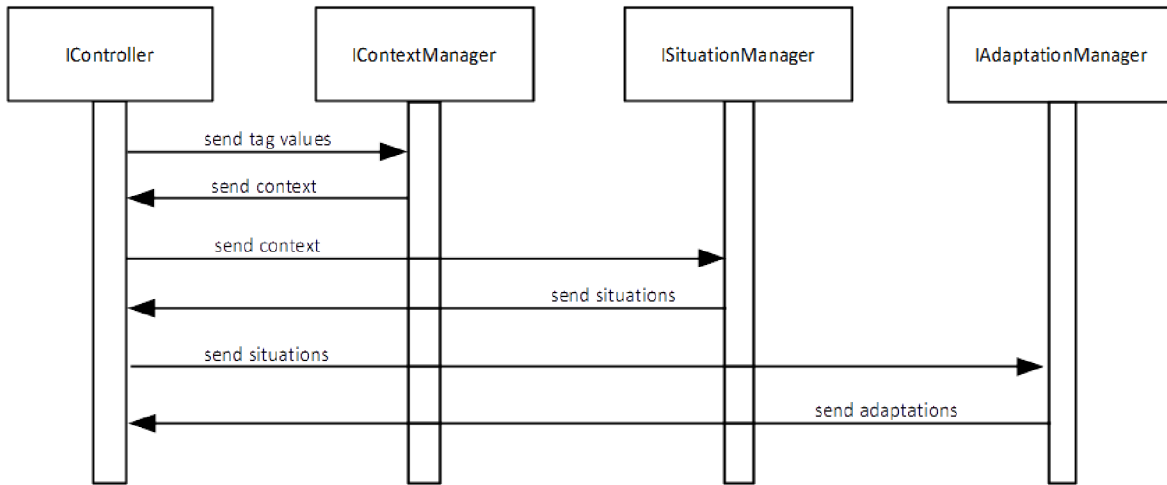 IController
IContextManager
ISituationManager
IAdaptationManager
send tag values
send context
send context
send situations
send situations
send adaptations